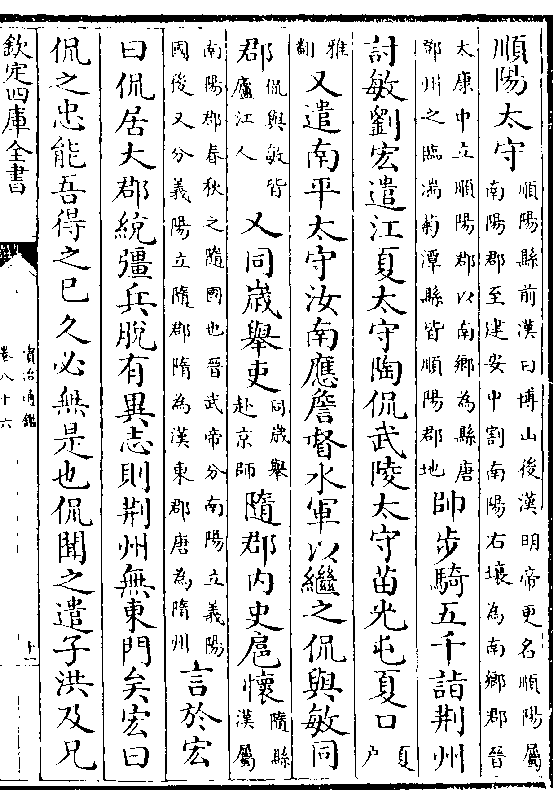 順陽太守順陽縣前漢曰博山後漢明帝更名順陽屬南陽郡至建安中割南陽右壤為南鄉郡晉
太康中立順陽郡以南鄉為縣唐鄧州之臨湍菊潭縣皆順陽郡地帥步騎五千詣荆州
討敏劉宏遣江夏太守陶侃武陵太守苗光屯夏口夏户
雅翻又遣南平太守汝南應詹督水軍以繼之侃與敏同
郡侃與敏皆廬江人又同歲舉吏同歲舉赴京師隨郡内史扈懷隨縣漢屬
南陽郡春秋之隨國也晉武帝分南陽立義陽國後又分義陽立隋郡隋為漢東郡唐為隋州言於宏
曰侃居大郡統彊兵脱有異志則荆州無東門矣宏曰
侃之忠能吾得之已久必無是也侃聞之遣子洪及兄
欽定四庫全書
資治通鑑
卷八十六
十一